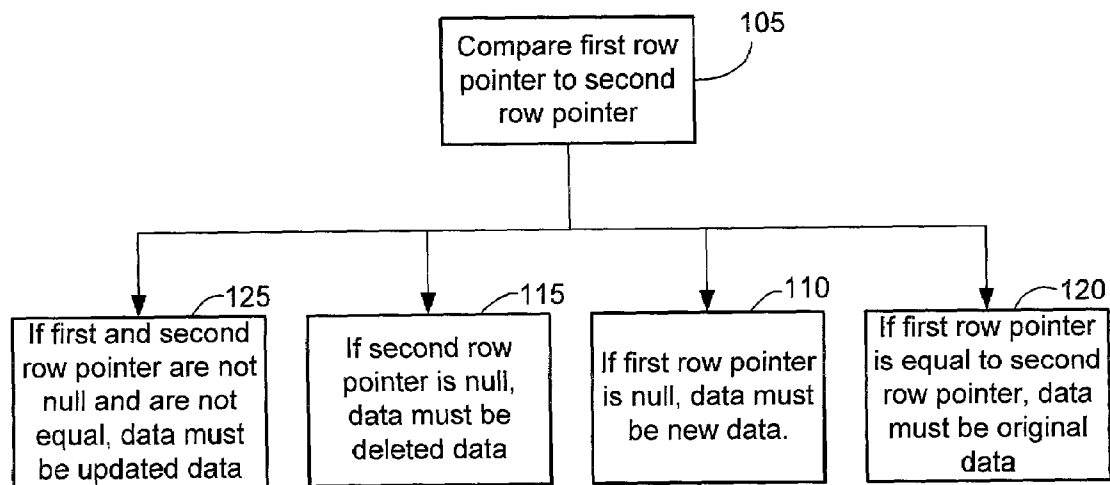 105
Compare first row
pointer to second
row pointer
125
If first and second
row pointer are not
null and are not
equal, data must
be updated data
115
If second row
pointer is null,
data must be
deleted data
110
If first row pointer
is null, data must
be new data.
120
If first row pointer
is equal to second
row pointer, data
must be original
data